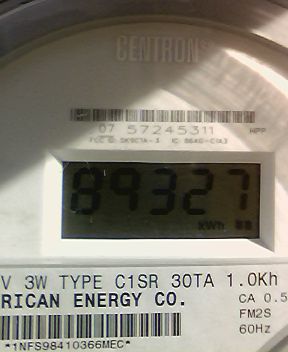 CENTRON
07 57245311 HPP
89327
kWh
V 3W TYPE C1SR 30TA 1.0Kh
RICAN ENERGY CO.
CA 0.5
FM2S
60Hz
*1NFS98410366MEC*